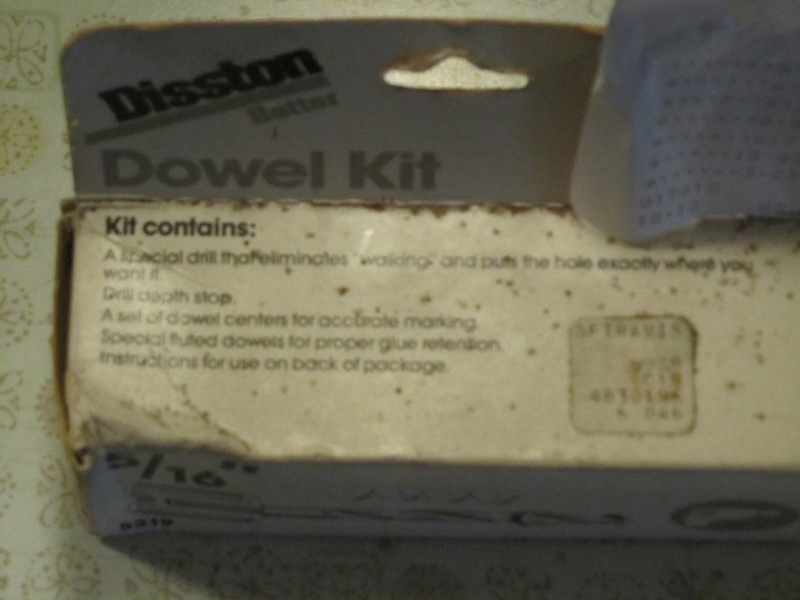 Disston
Better
Dowel Kit
Kit contains:
A special drill that eliminates "walking" and puts the hole exactly where you
want it.
Drill depth stop.
A set of dowel centers for accurate marking.
Special fluted dowels for proper glue retention.
Instructions for use on back of package.
5/16"